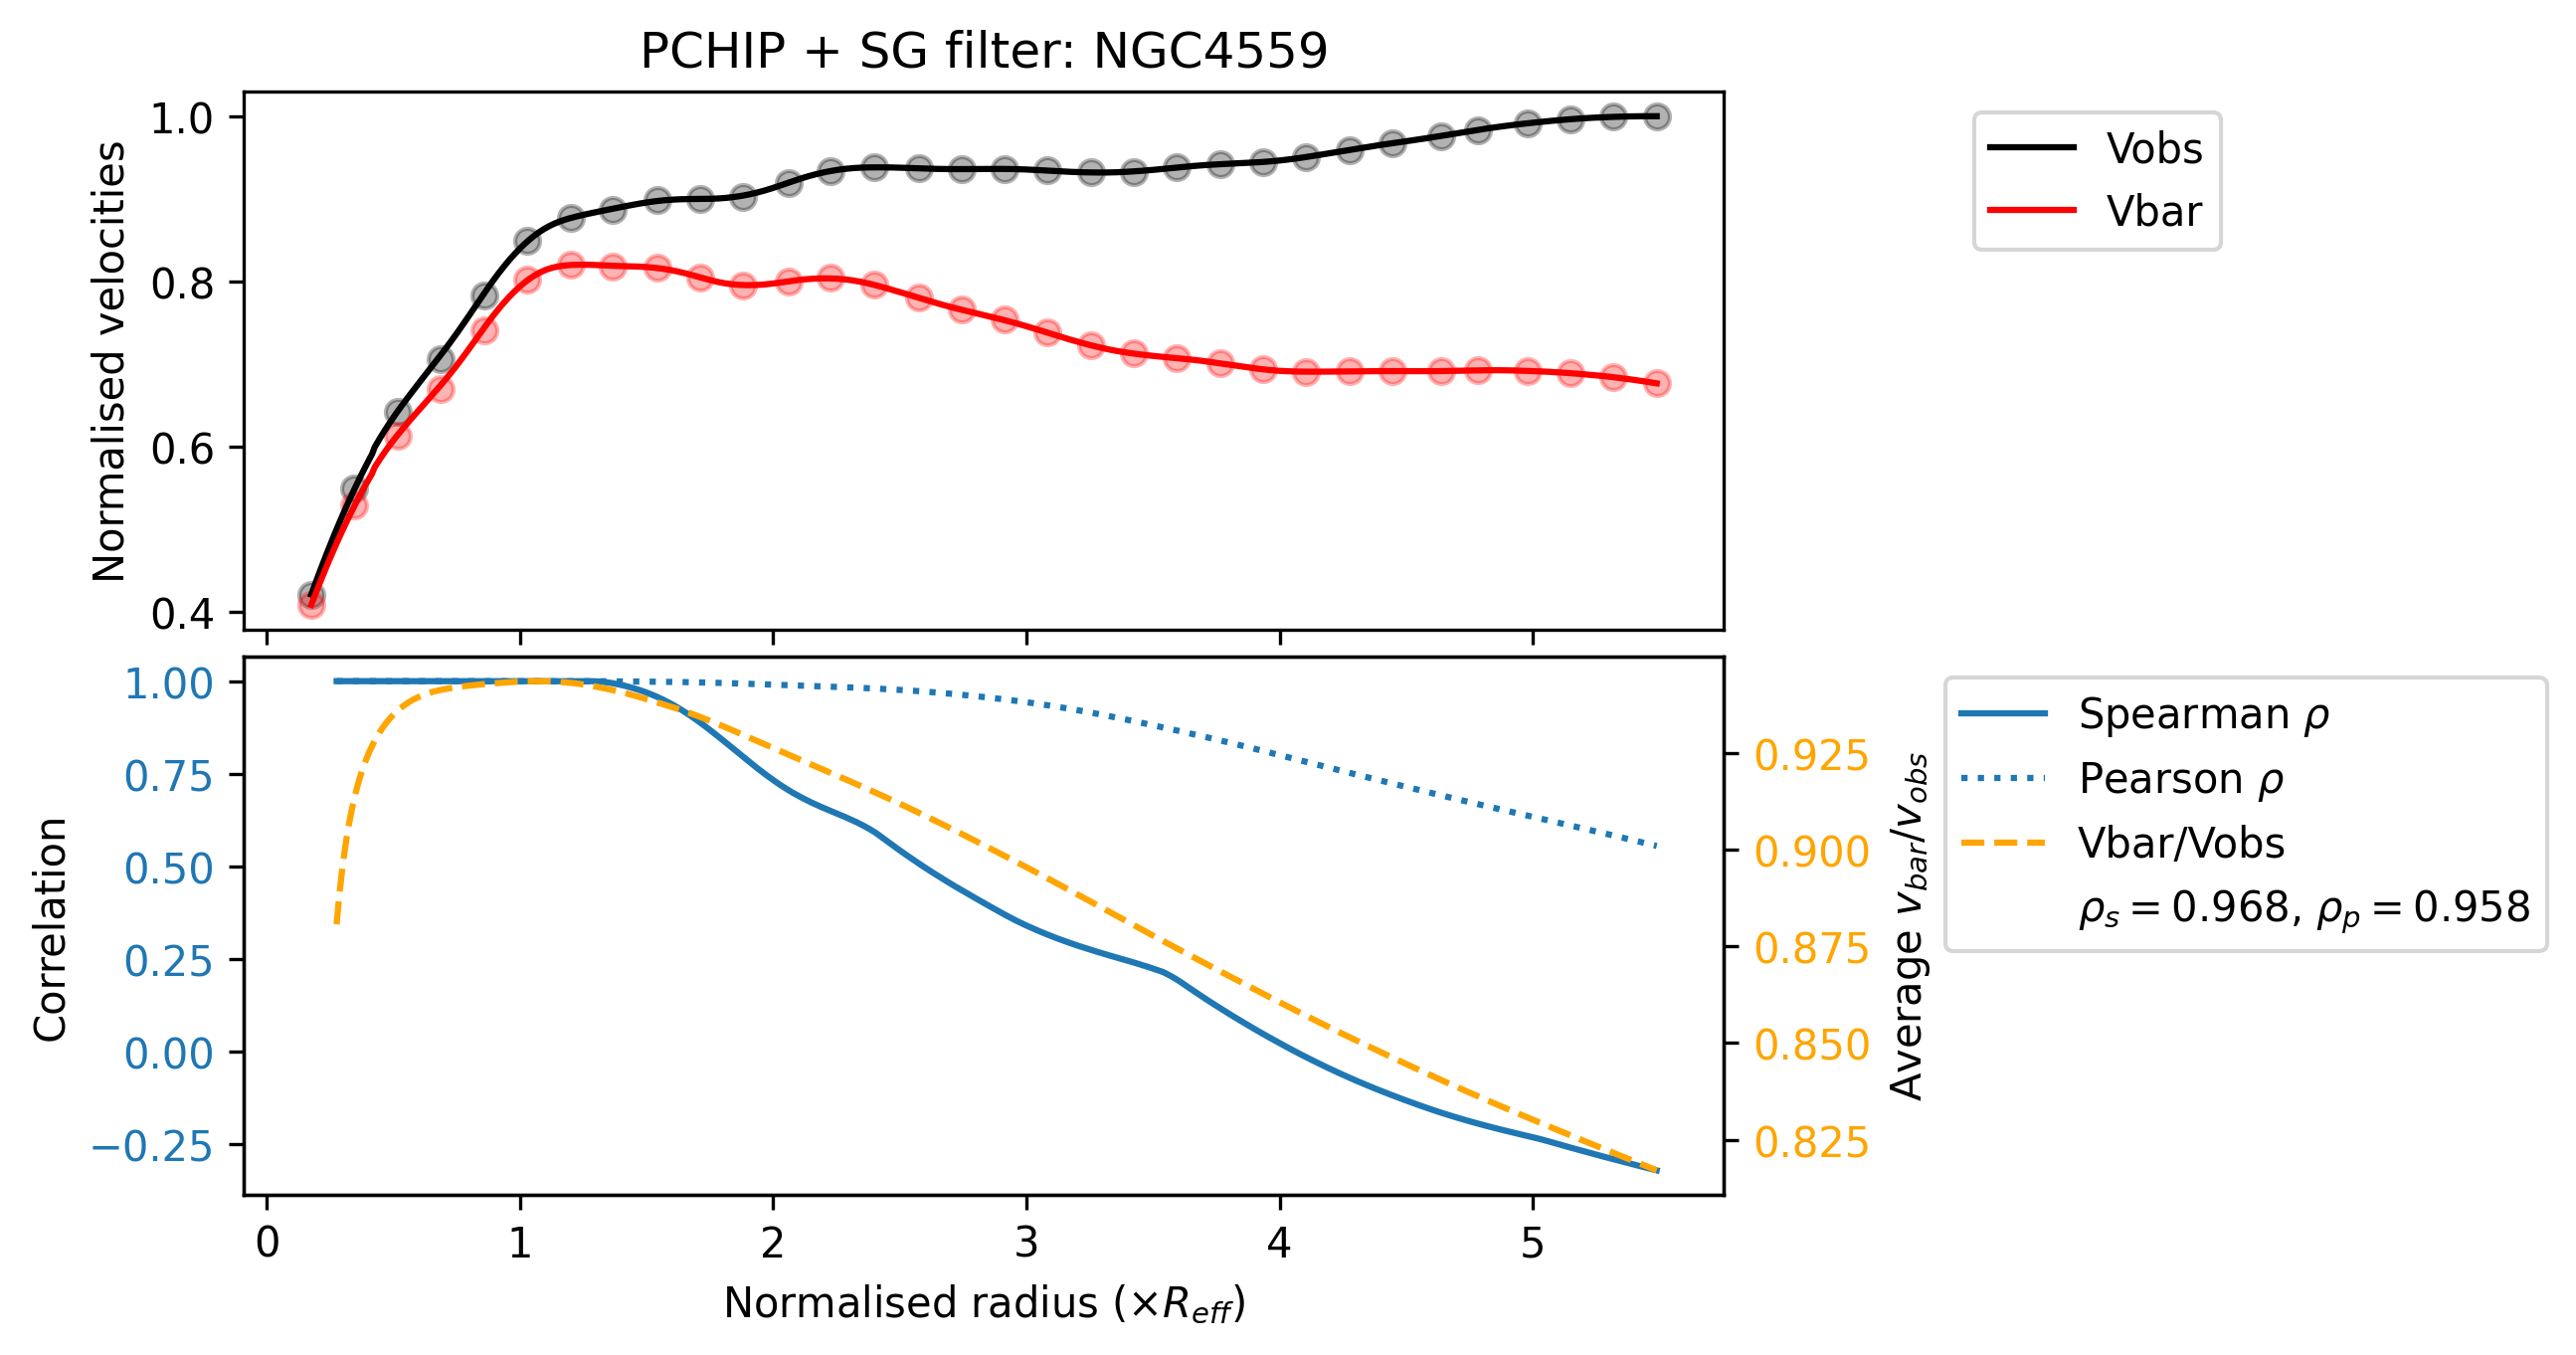 PCHIP + SG filter: NGC4559
Normalised velocities
1.0
0.8
0.6
0.4
Vobs
Vbar
Correlation
1.00
0.75
0.50
0.25
0.00
−0.25
0.925
0.900
0.875
0.850
0.825
Average v_bar/v_obs
Spearman ρ
Pearson ρ
Vbar/Vobs
ρ_s = 0.968, ρ_p = 0.958
0 1 2 3 4 5
Normalised radius (×R_eff)